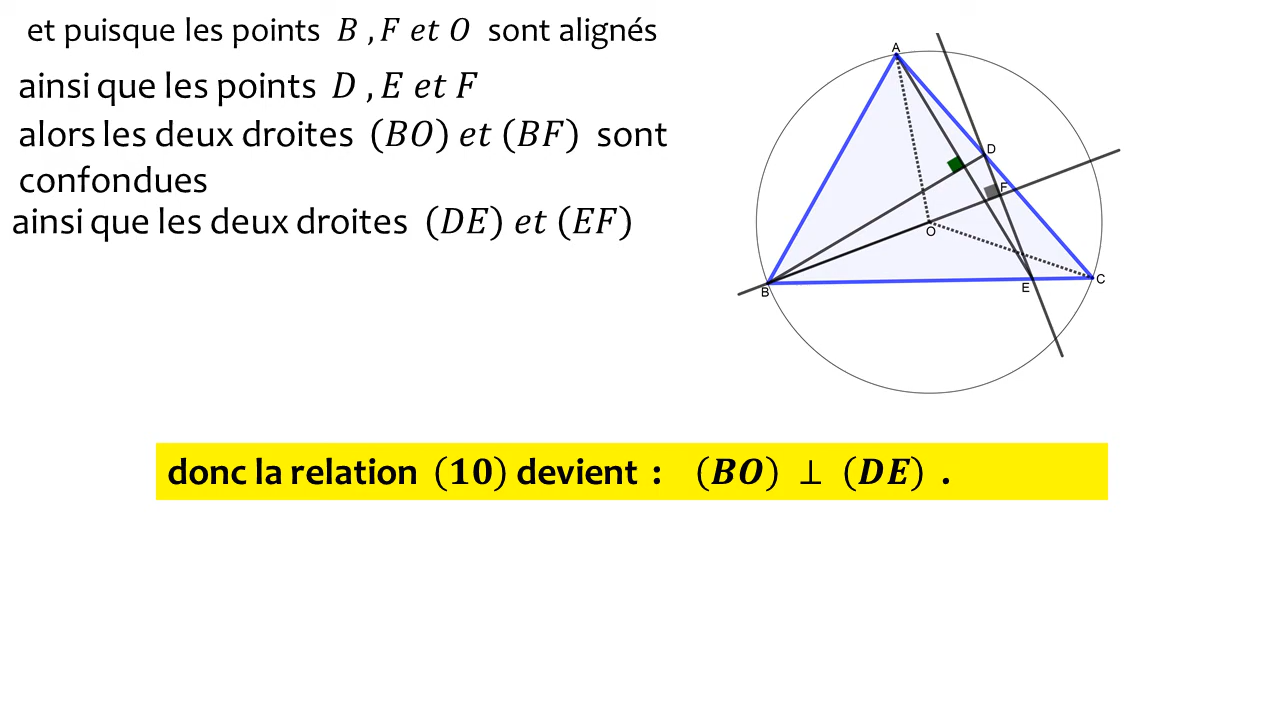 et puisque les points B , F et O sont alignés
ainsi que les points D , E et F
alors les deux droites (BO) et (BF) sont
confondues
ainsi que les deux droites (DE) et (EF)
A
D
F
O
B
E
C
donc la relation (10) devient : (BO) ⊥ (DE) .